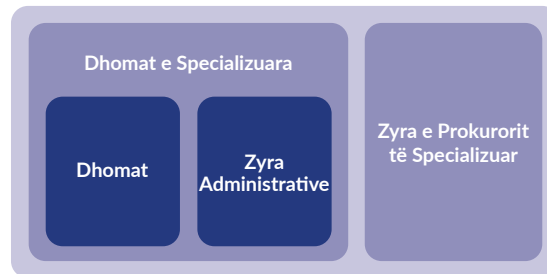 Dhomat e Specializuara
Dhomat
Zyra
Administrative
Zyra e Prokurorit
të Specializuar